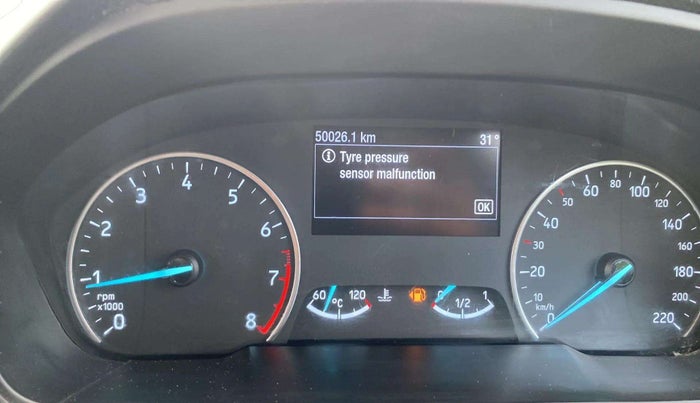 50026.1 km 31°
Tyre pressure
sensor malfunction
OK
0 1 2 3 4 5 6 7 8
rpm
x1000
60 °C 120
0 1/2 1
0 10 20 30 40 50 60 80 100 120 140 160 180 200 220
km/h